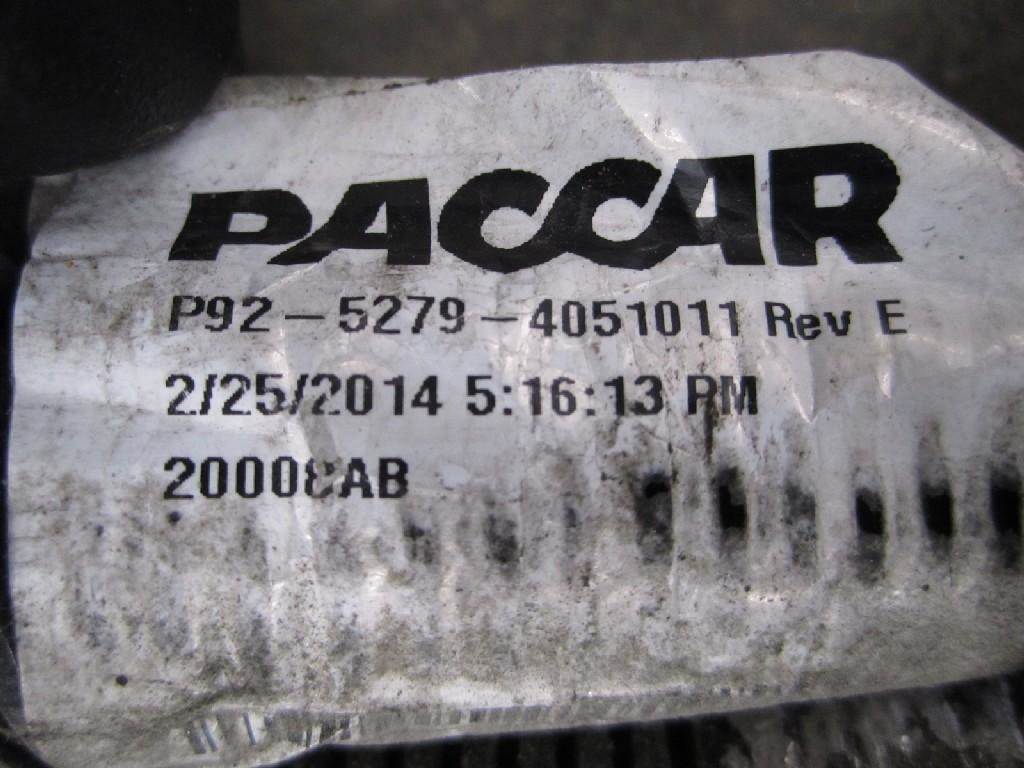 PACCAR
P92-5279-4051011 Rev E
2/25/2014 5:16:13 PM
20008AB